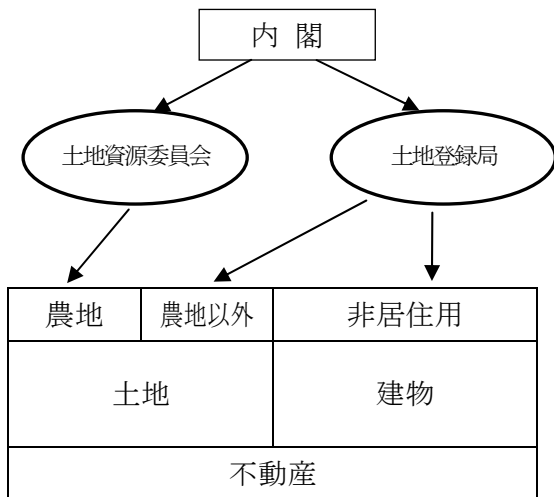 内 閣
土地資源委員会
土地登録局
農地
農地以外
非居住用
土地
建物
不動産